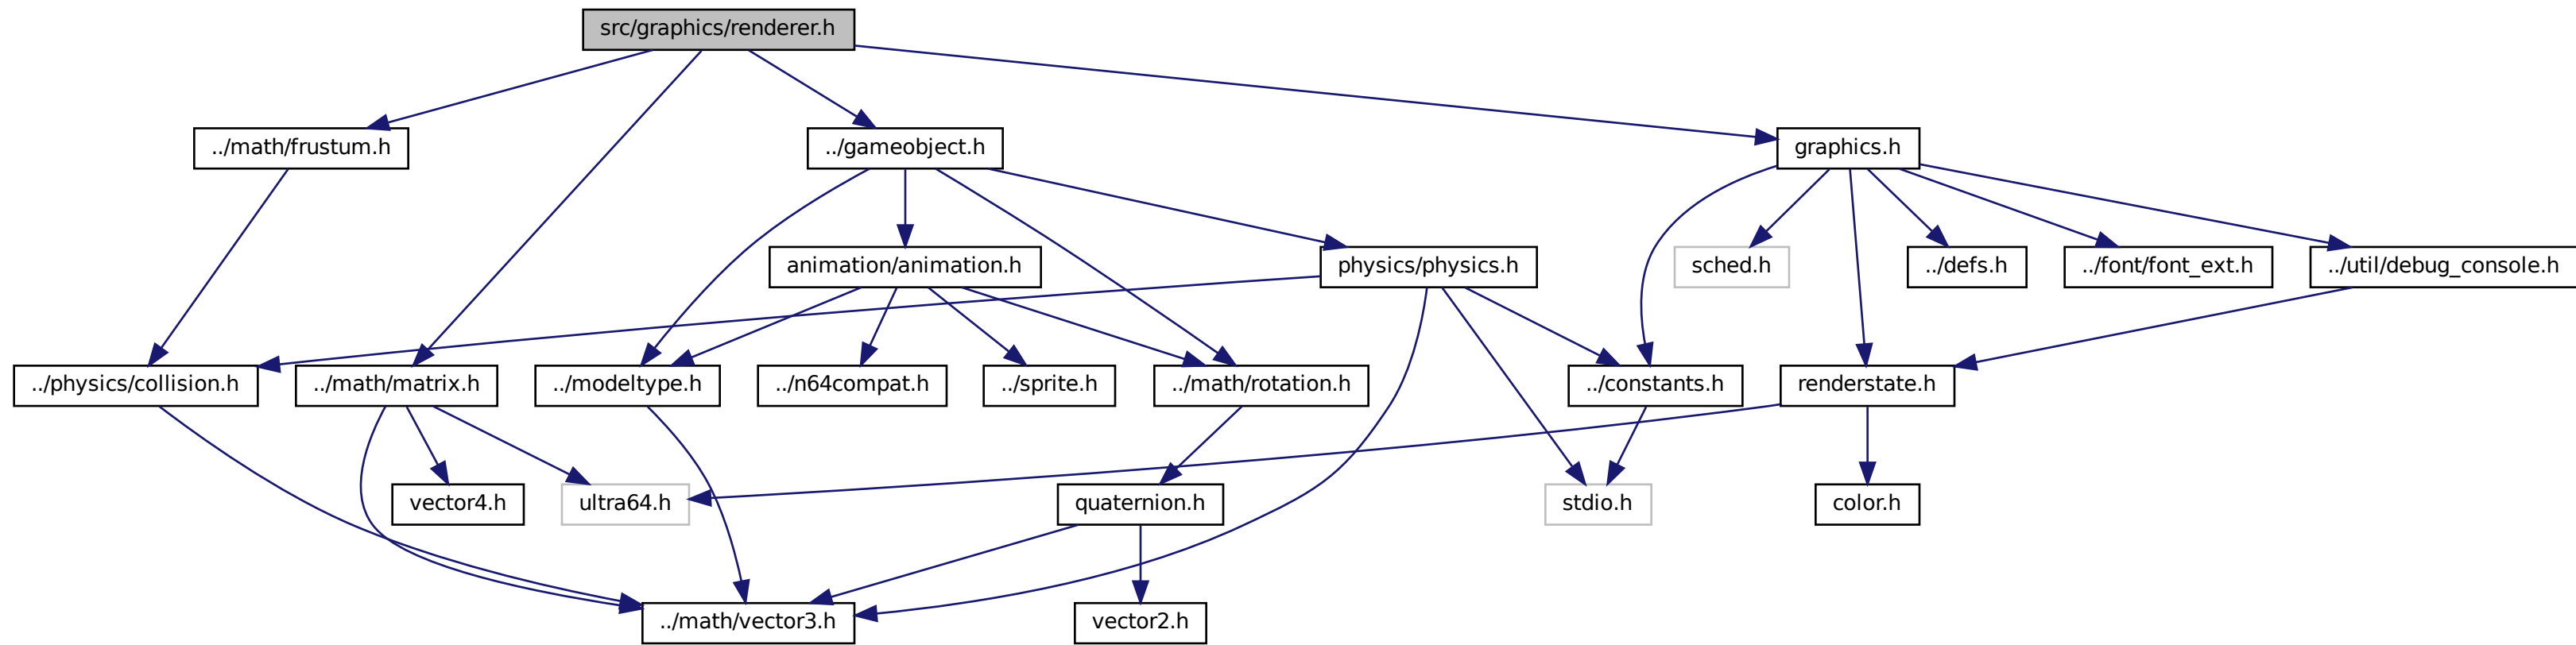 src/graphics/renderer.h
../math/frustum.h
../gameobject.h
graphics.h
animation/animation.h
physics/physics.h
sched.h
../defs.h
../font/font_ext.h
../util/debug_console.h
../physics/collision.h
../math/matrix.h
../modeltype.h
../n64compat.h
../sprite.h
../math/rotation.h
../constants.h
renderstate.h
vector4.h
ultra64.h
quaternion.h
stdio.h
color.h
../math/vector3.h
vector2.h